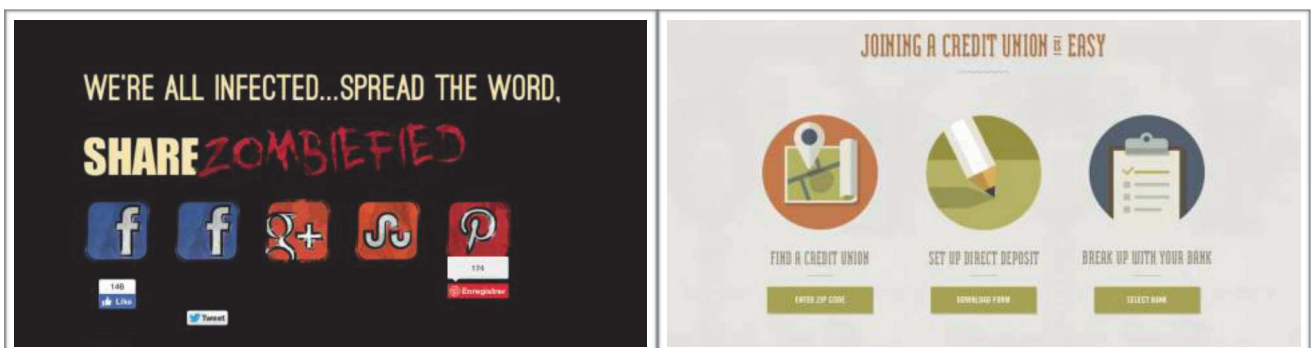 WE'RE ALL INFECTED...SPREAD THE WORD,
SHARE ZOMBIEFIED
f f g+ 
174
146
Like
Enregistrer
Tweet
JOINING A CREDIT UNION IS EASY
FIND A CREDIT UNION
SET UP DIRECT DEPOSIT
BREAK UP WITH YOUR BANK
ENTER ZIP CODE
DOWNLOAD FORM
SELECT BANK